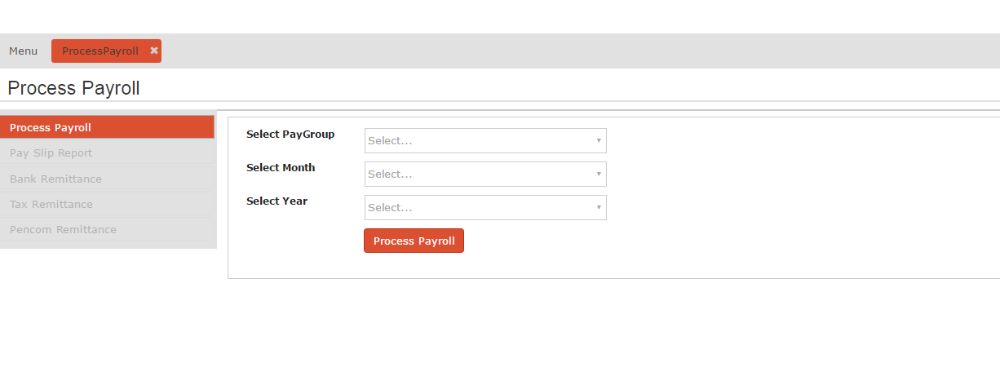 Menu ProcessPayroll ✖
Process Payroll
Process Payroll
Pay Slip Report
Bank Remittance
Tax Remittance
Pencom Remittance
Select PayGroup Select...
Select Month Select...
Select Year Select...
Process Payroll